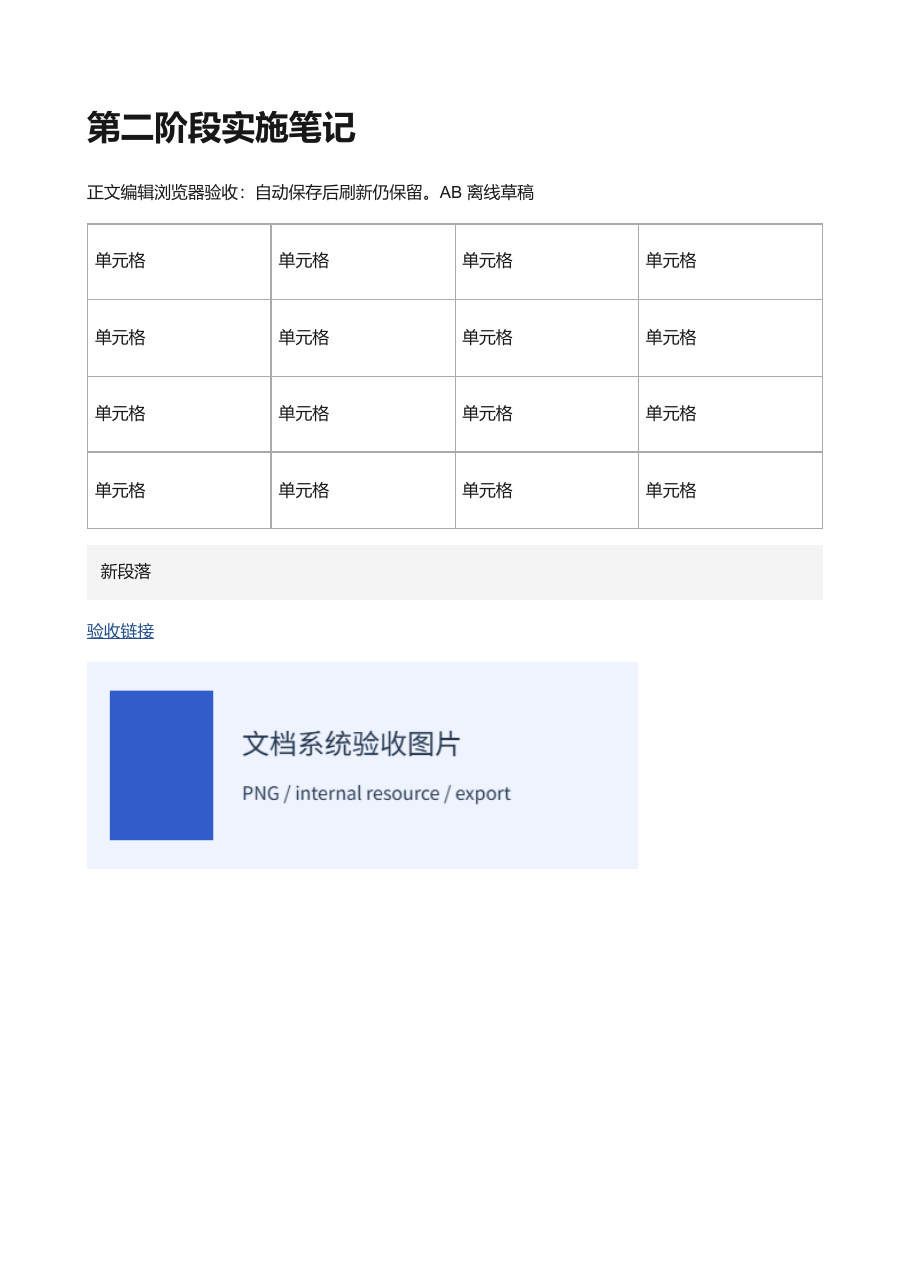 第二阶段实施笔记
正文编辑浏览器验收：自动保存后刷新仍保留。AB 离线草稿
单元格 单元格 单元格 单元格
单元格 单元格 单元格 单元格
单元格 单元格 单元格 单元格
单元格 单元格 单元格 单元格
新段落
验收链接
文档系统验收图片
PNG / internal resource / export